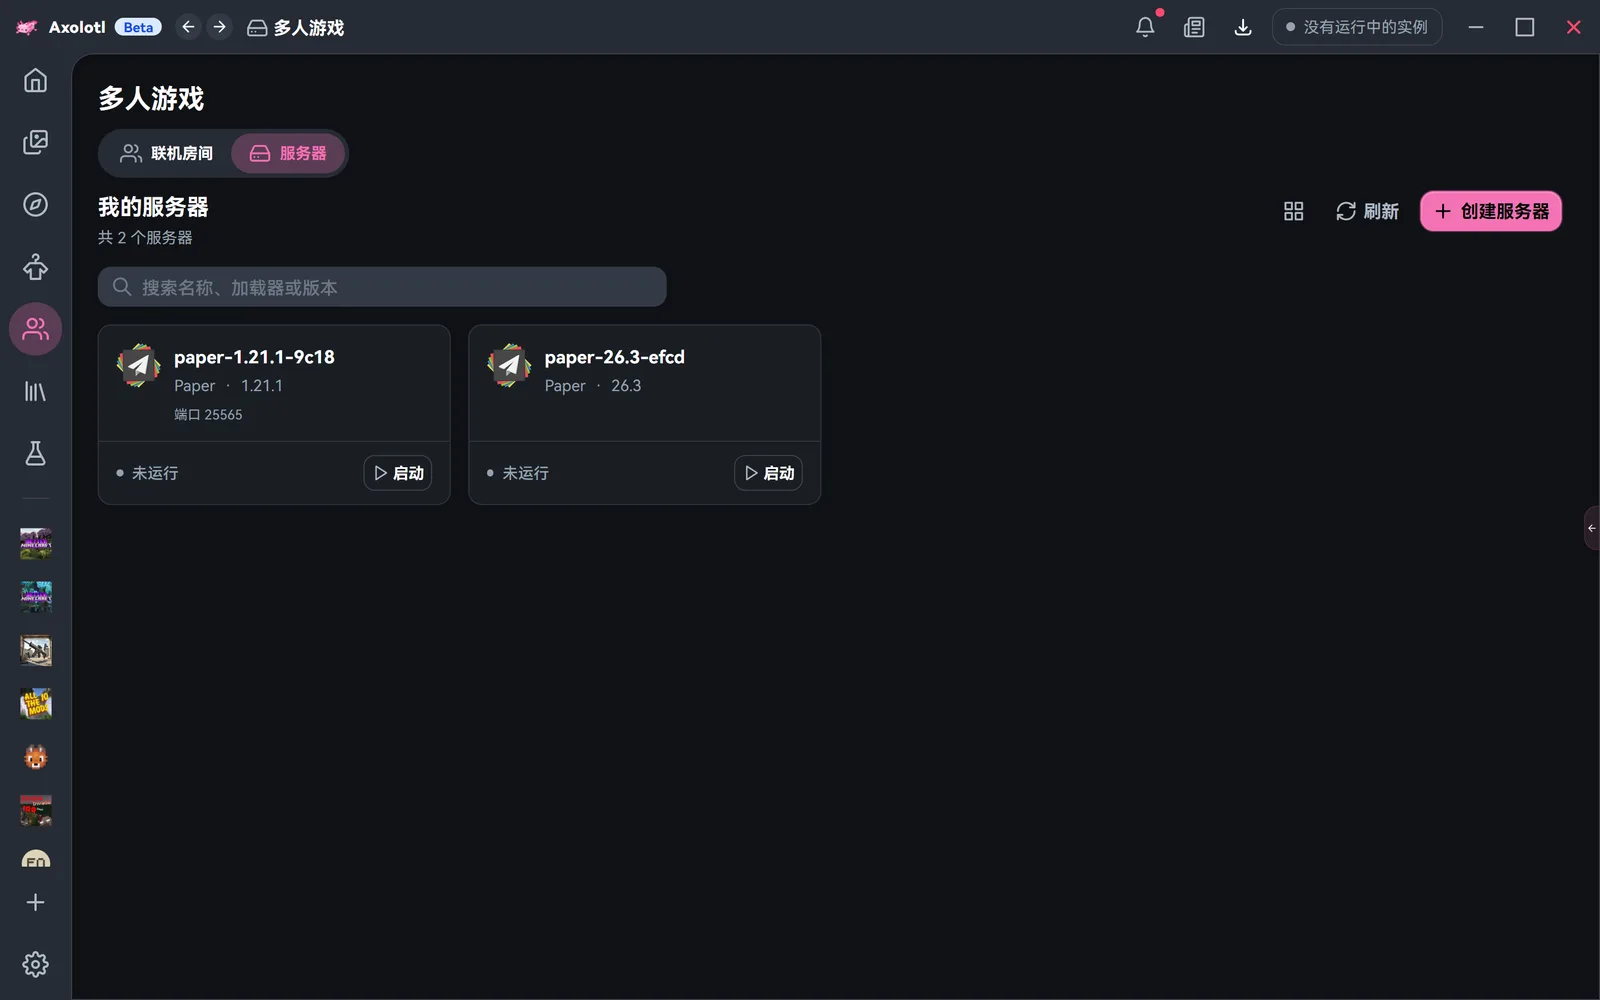 Axolotl Beta 多人游戏 没有运行中的实例
多人游戏
联机房间 服务器
我的服务器
共 2 个服务器
刷新 创建服务器
搜索名称、加载器或版本
paper-1.21.1-9c18
Paper · 1.21.1
端口 25565
未运行 启动
paper-26.3-efcd
Paper · 26.3
未运行 启动
ALL THE MODS 10